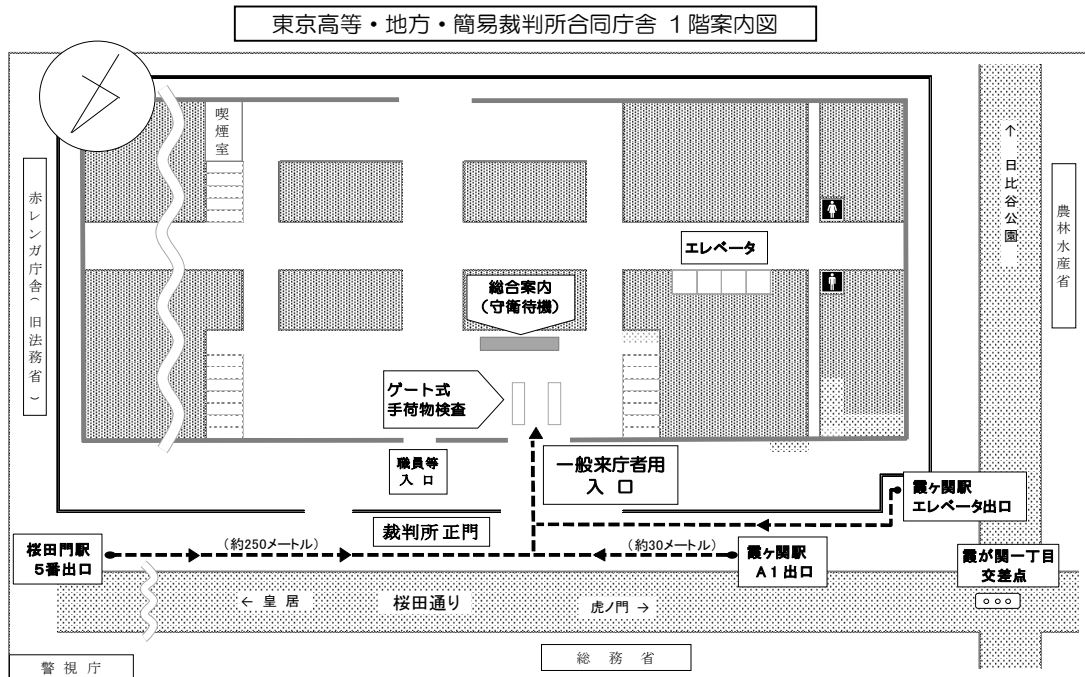 東京高等・地方・簡易裁判所合同庁舎 1階案内図
喫煙室
赤レンガ庁舎(旧法務省)
↑ 日比谷公園
農林水産省
エレベータ
総合案内
(守衛待機)
ゲート式
手荷物検査
職員等
入口
一般来庁者用
入口
霞ヶ関駅
エレベータ出口
裁判所正門
桜田門駅
5番出口
(約250メートル)
(約30メートル)
霞ヶ関駅
A1出口
霞が関一丁目
交差点
← 皇居
桜田通り
虎ノ門 →
警視庁
総務省